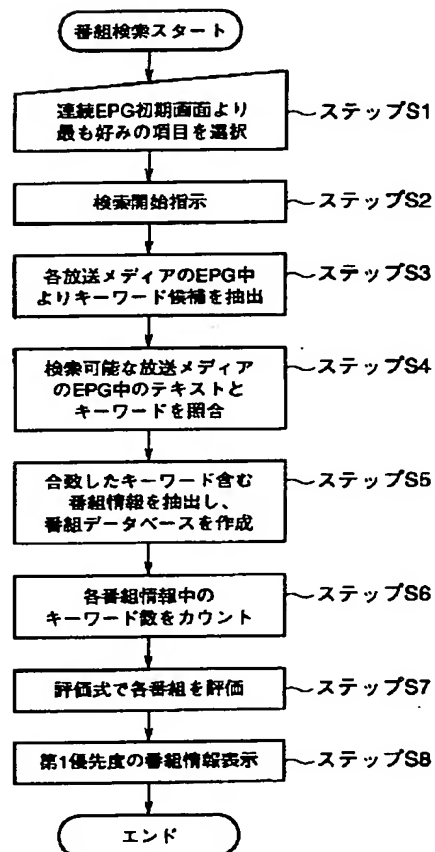 番組検索スタート
連続EPG初期画面より
最も好みの項目を選択
ステップS1
検索開始指示
ステップS2
各放送メディアのEPG中
よりキーワード候補を抽出
ステップS3
検索可能な放送メディア
のEPG中のテキストと
キーワードを照合
ステップS4
合致したキーワード含む
番組情報を抽出し、
番組データベースを作成
ステップS5
各番組情報中の
キーワード数をカウント
ステップS6
評価式で各番組を評価
ステップS7
第1優先度の番組情報表示
ステップS8
エンド